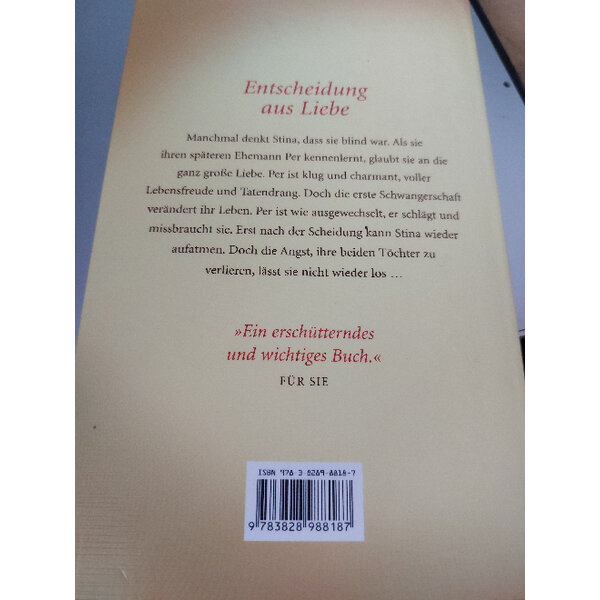 Entscheidung
aus Liebe
Manchmal denkt Stina, dass sie blind war. Als sie
ihren späteren Ehemann Per kennenlernt, glaubt sie an die
ganz große Liebe. Per ist klug und charmant, voller
Lebensfreude und Tatendrang. Doch die erste Schwangerschaft
verändert ihr Leben. Per ist wie ausgewechselt, er schlägt und
missbraucht sie. Erst nach der Scheidung kann Stina wieder
aufatmen. Doch die Angst, ihre beiden Töchter zu
verlieren, lässt sie nicht wieder los ...
»Ein erschütterndes
und wichtiges Buch.«
FÜR SIE
ISBN 978-3-8289-8818-7
9 783828 988187